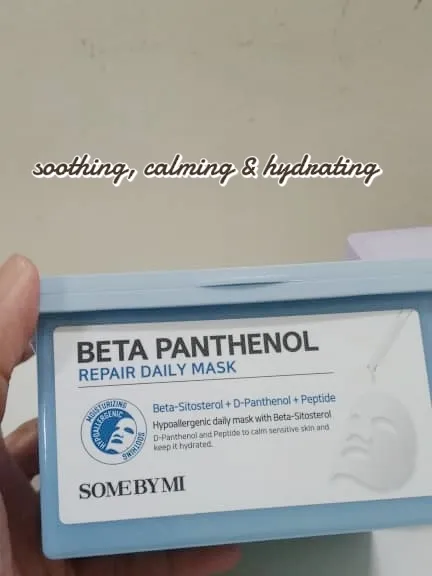 soothing, calming & hydrating
BETA PANTHENOL
REPAIR DAILY MASK
MOISTURIZING
HYPOALLERGENIC
SOOTHING
Beta-Sitosterol + D-Panthenol + Peptide
Hypoallergenic daily mask with Beta-Sitosterol
D-Panthenol and Peptide to calm sensitive skin and
keep it hydrated.
SOME BY MI